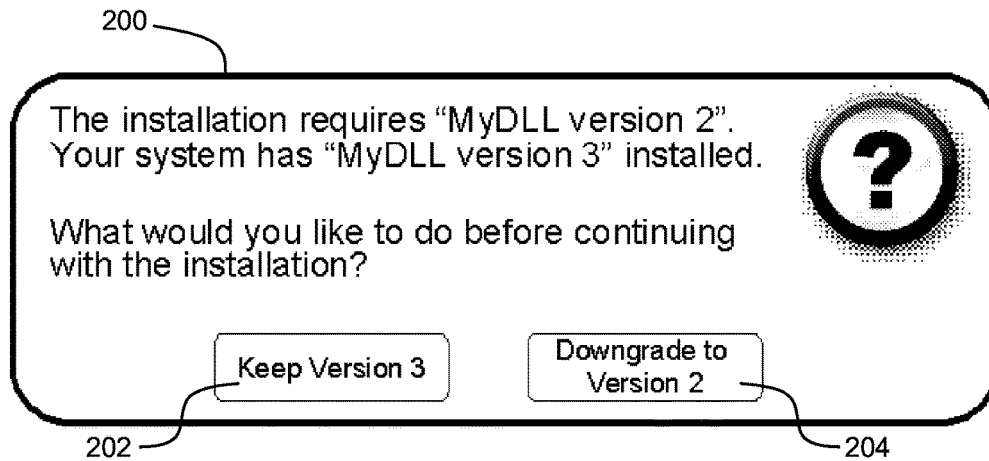 200
The installation requires “MyDLL version 2”.
Your system has “MyDLL version 3” installed.
What would you like to do before continuing
with the installation?
?
Keep Version 3
Downgrade to
Version 2
202
204